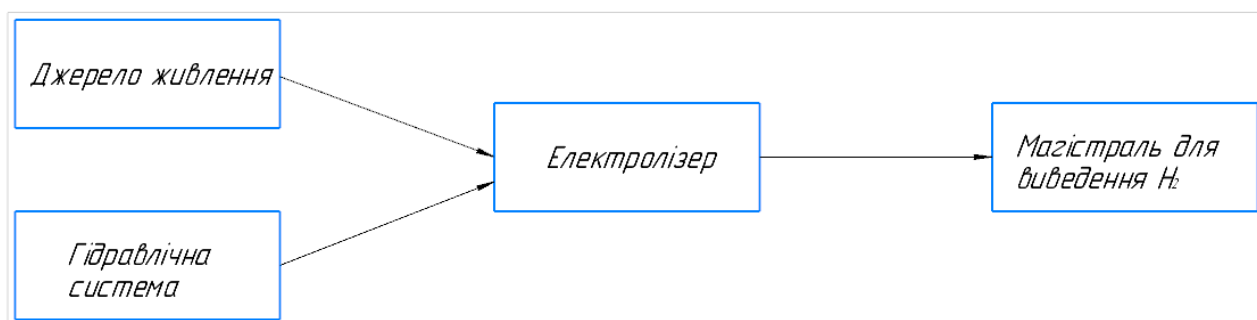 Джерело живлення
Гідравлічна
система
Електролізер
Магістраль для
виведення H₂